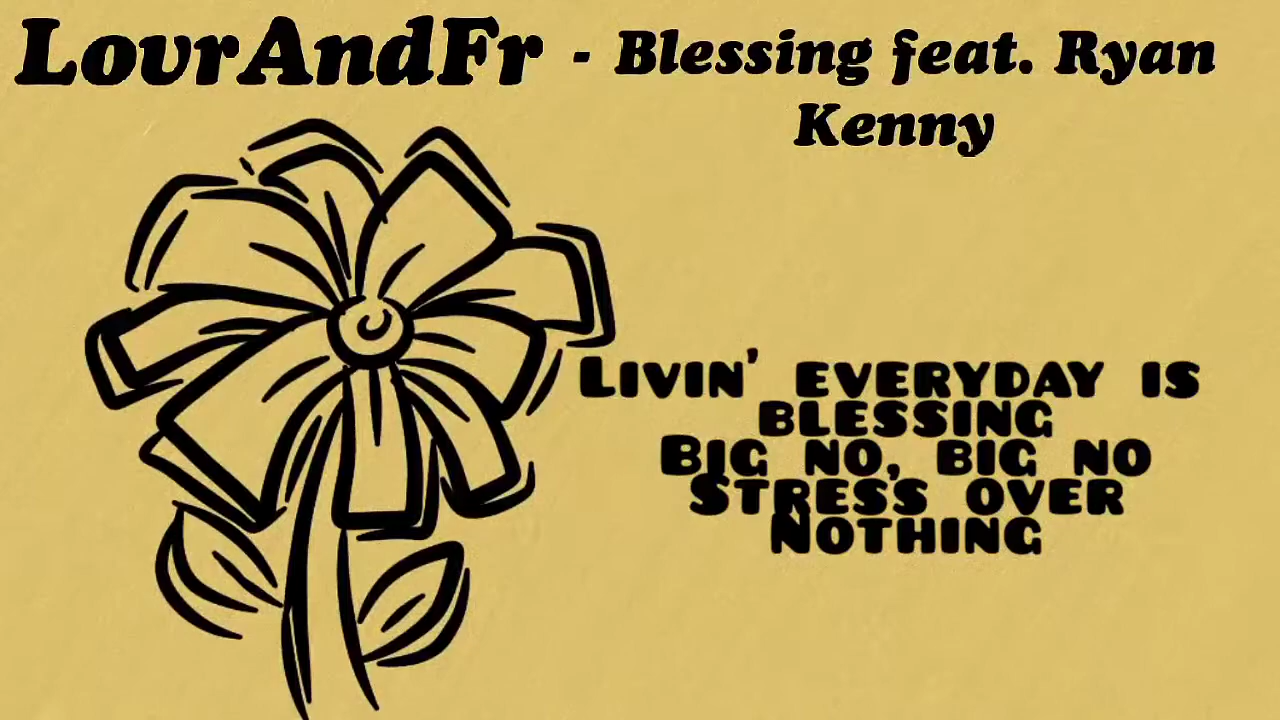 LovrAndFr - Blessing feat. Ryan
Kenny
Livin' everyday is
blessing
Big no, big no
Stress over
Nothing